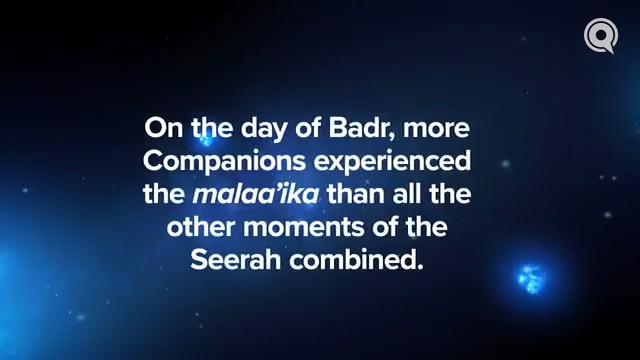 On the day of Badr, more
Companions experienced
the malaa'ika than all the
other moments of the
Seerah combined.